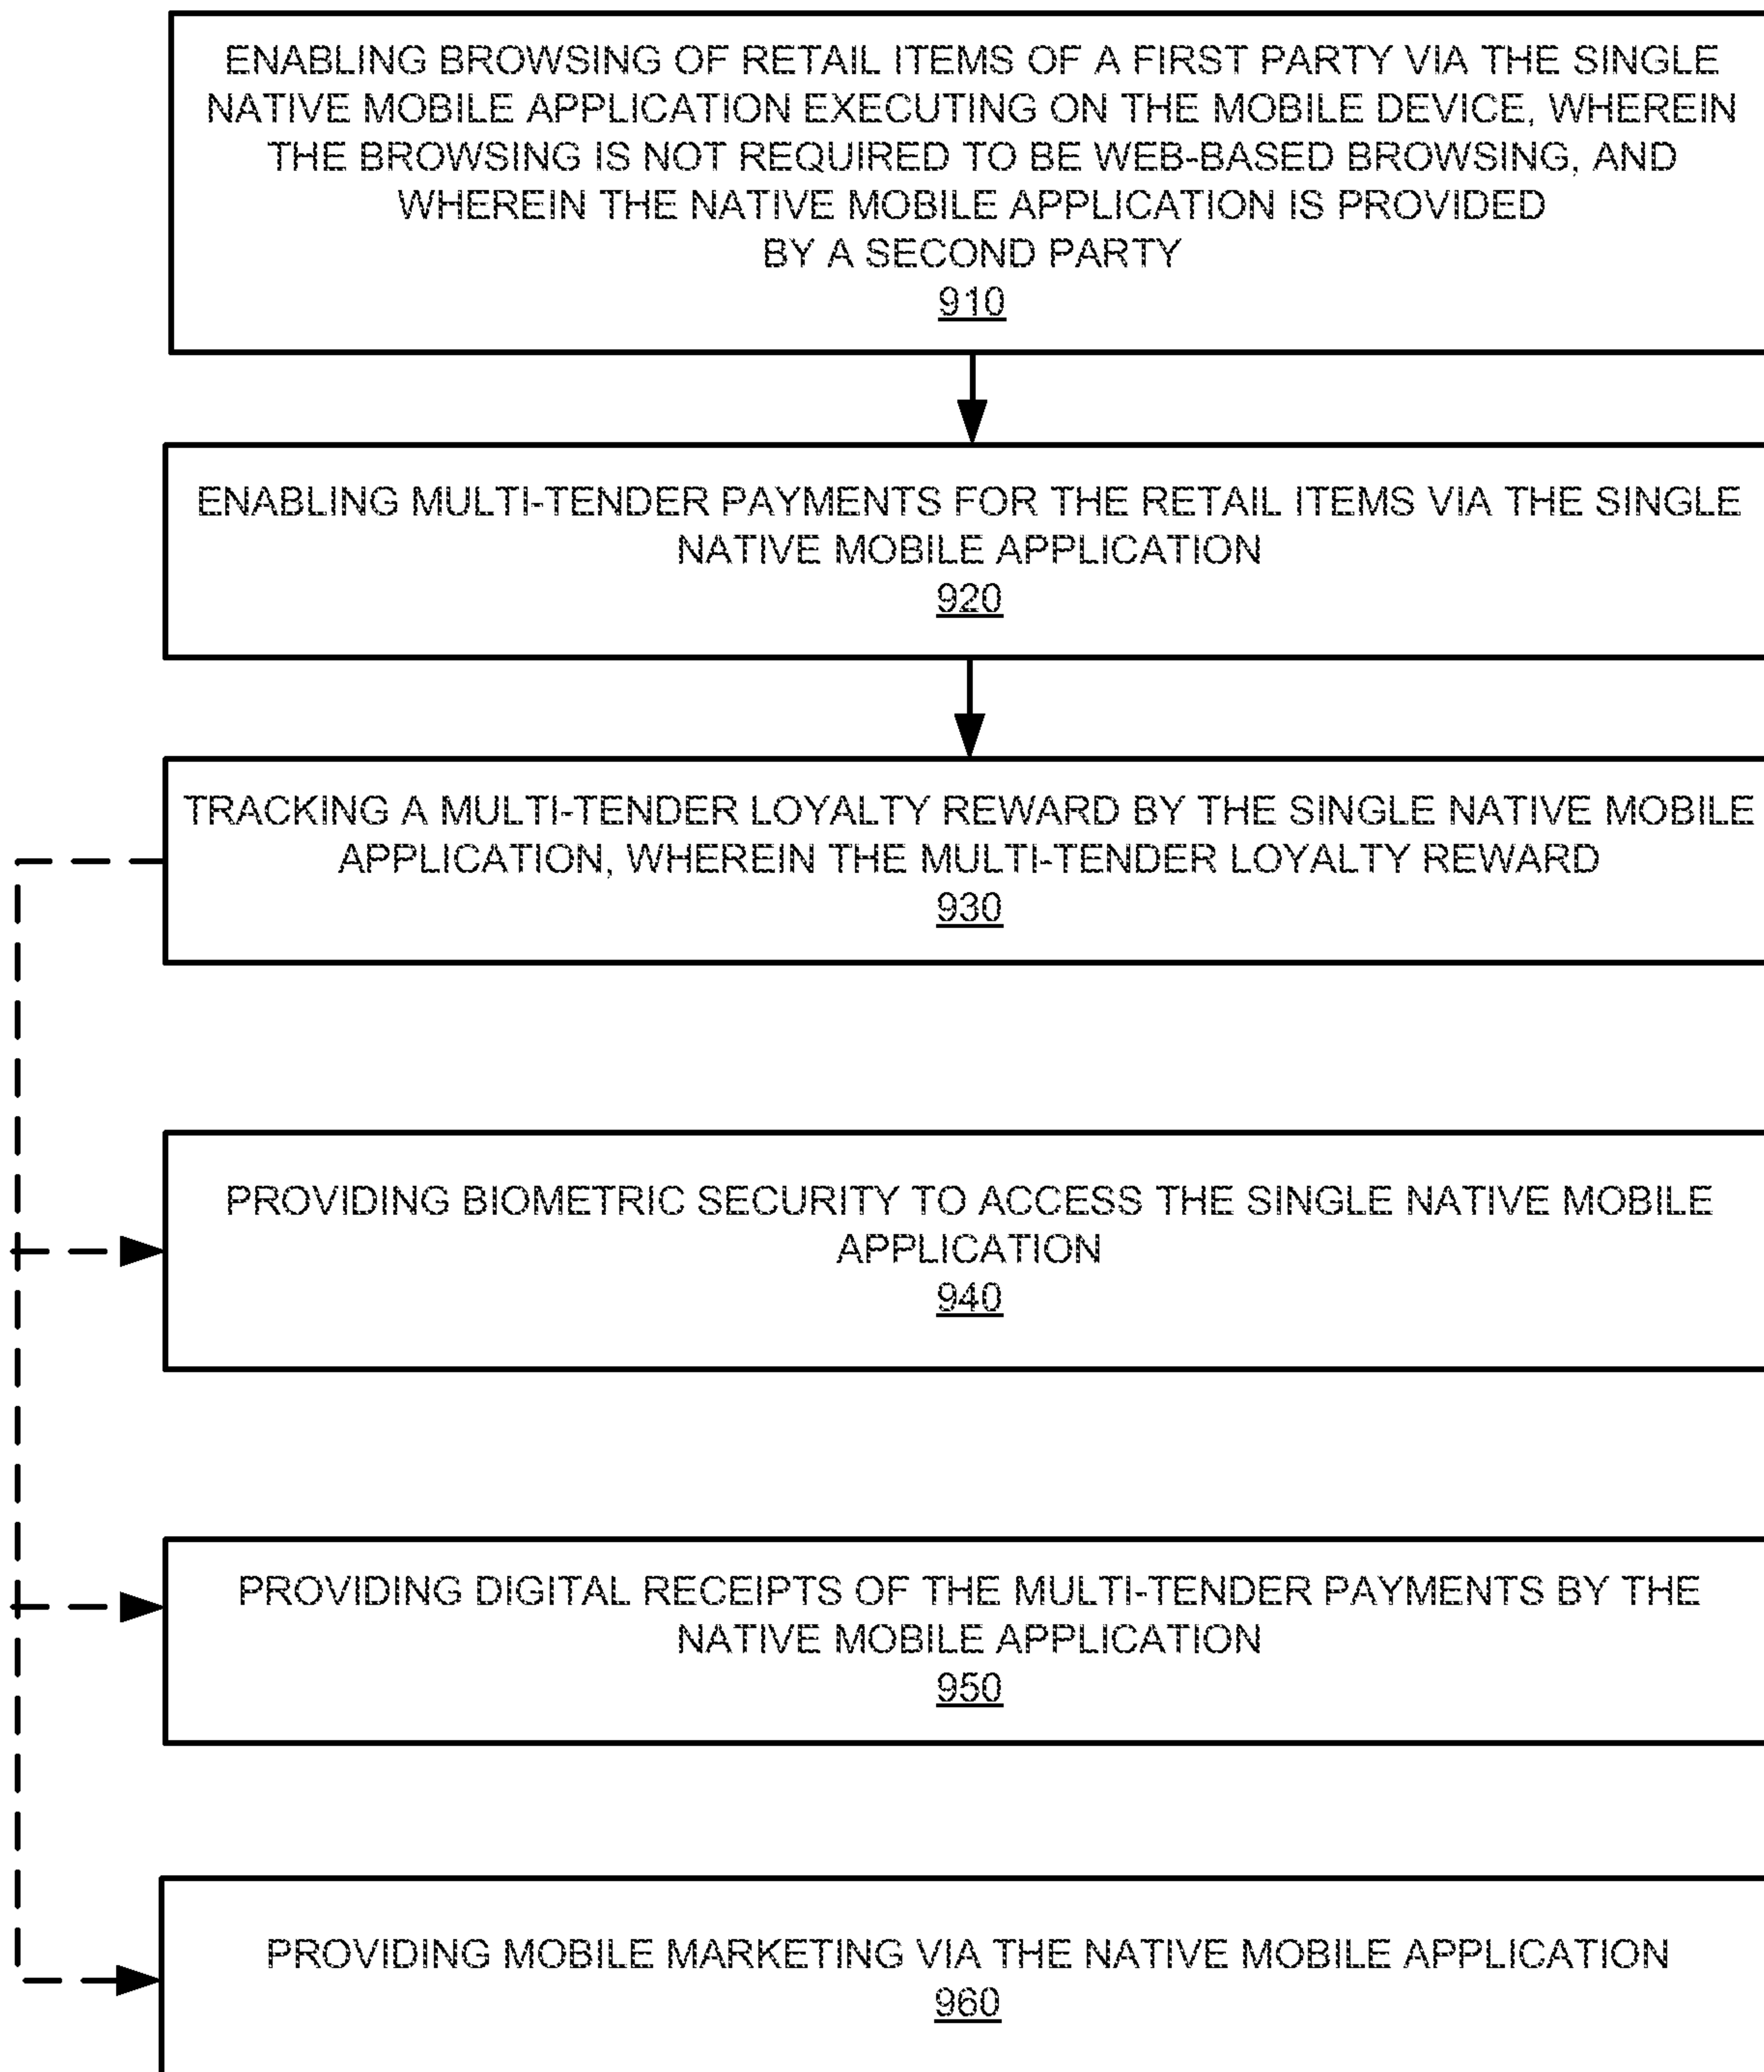 ENABLING BROWSING OF RETAIL ITEMS OF A FIRST PARTY VIA THE SINGLE
NATIVE MOBILE APPLICATION EXECUTING ON THE MOBILE DEVICE, WHEREIN
THE BROWSING IS NOT REQUIRED TO BE WEB-BASED BROWSING, AND
WHEREIN THE NATIVE MOBILE APPLICATION IS PROVIDED
BY A SECOND PARTY
910
ENABLING MULTI-TENDER PAYMENTS FOR THE RETAIL ITEMS VIA THE SINGLE
NATIVE MOBILE APPLICATION
920
TRACKING A MULTI-TENDER LOYALTY REWARD BY THE SINGLE NATIVE MOBILE
APPLICATION, WHEREIN THE MULTI-TENDER LOYALTY REWARD
930
PROVIDING BIOMETRIC SECURITY TO ACCESS THE SINGLE NATIVE MOBILE
APPLICATION
940
PROVIDING DIGITAL RECEIPTS OF THE MULTI-TENDER PAYMENTS BY THE
NATIVE MOBILE APPLICATION
950
PROVIDING MOBILE MARKETING VIA THE NATIVE MOBILE APPLICATION
960